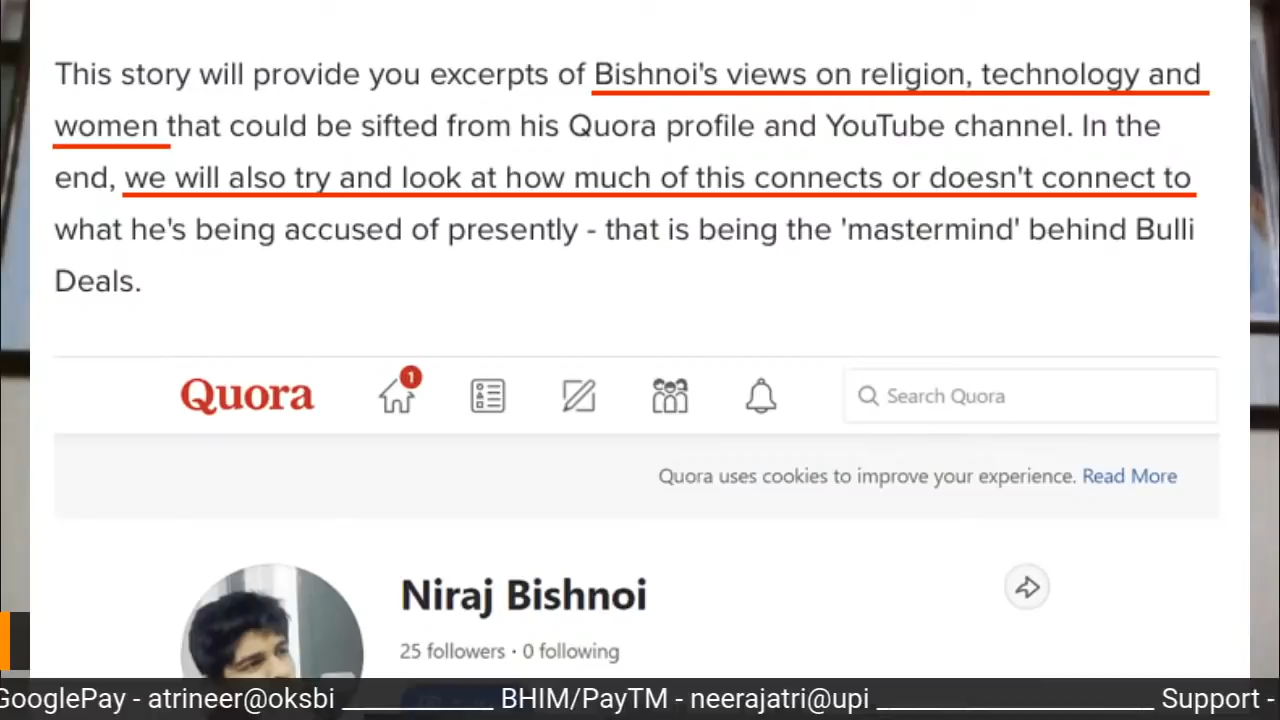 This story will provide you excerpts of Bishnoi's views on religion, technology and
women that could be sifted from his Quora profile and YouTube channel. In the
end, we will also try and look at how much of this connects or doesn't connect to
what he's being accused of presently - that is being the 'mastermind' behind Bulli
Deals.
Quora
1
Search Quora
Quora uses cookies to improve your experience. Read More
Niraj Bishnoi
25 followers · 0 following
GooglePay - atrineer@oksbi _____________ BHIM/PayTM - neerajatri@upi ________________________ Support -